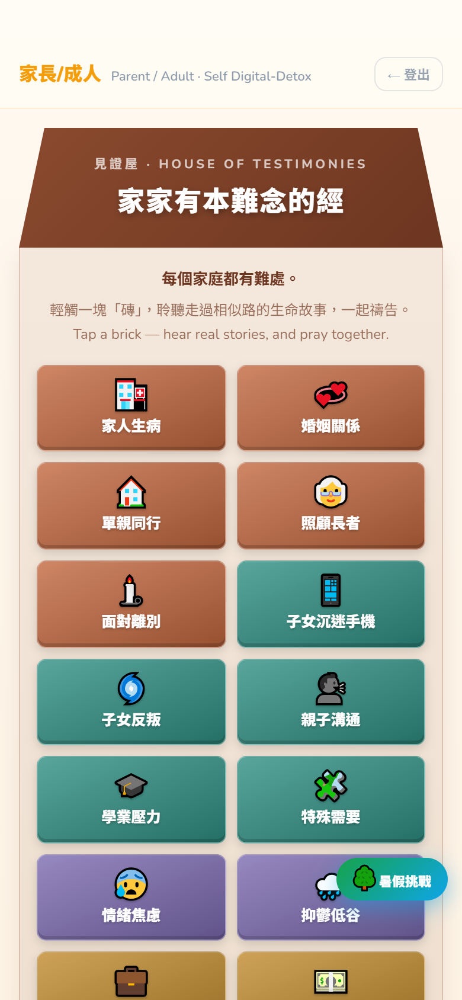 家長/成人 Parent / Adult · Self Digital-Detox
← 登出
見證屋 · HOUSE OF TESTIMONIES
家家有本難念的經
每個家庭都有難處。
輕觸一塊「磚」，聆聽走過相似路的生命故事，一起禱告。
Tap a brick — hear real stories, and pray together.
家人生病
婚姻關係
單親同行
照顧長者
面對離別
子女沉迷手機
子女反叛
親子溝通
學業壓力
特殊需要
情緒焦慮
抑鬱低谷
暑假挑戰